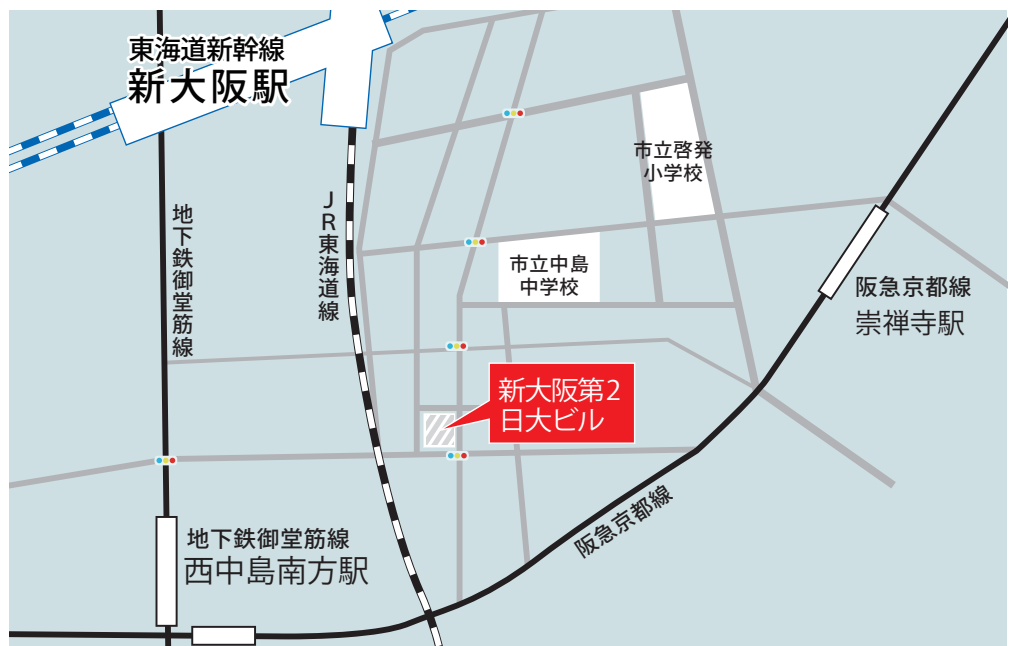 東海道新幹線
新大阪駅
市立啓発
小学校
地下鉄御堂筋線
JR東海道線
市立中島
中学校
阪急京都線
崇禅寺駅
新大阪第2
日大ビル
阪急京都線
地下鉄御堂筋線
西中島南方駅